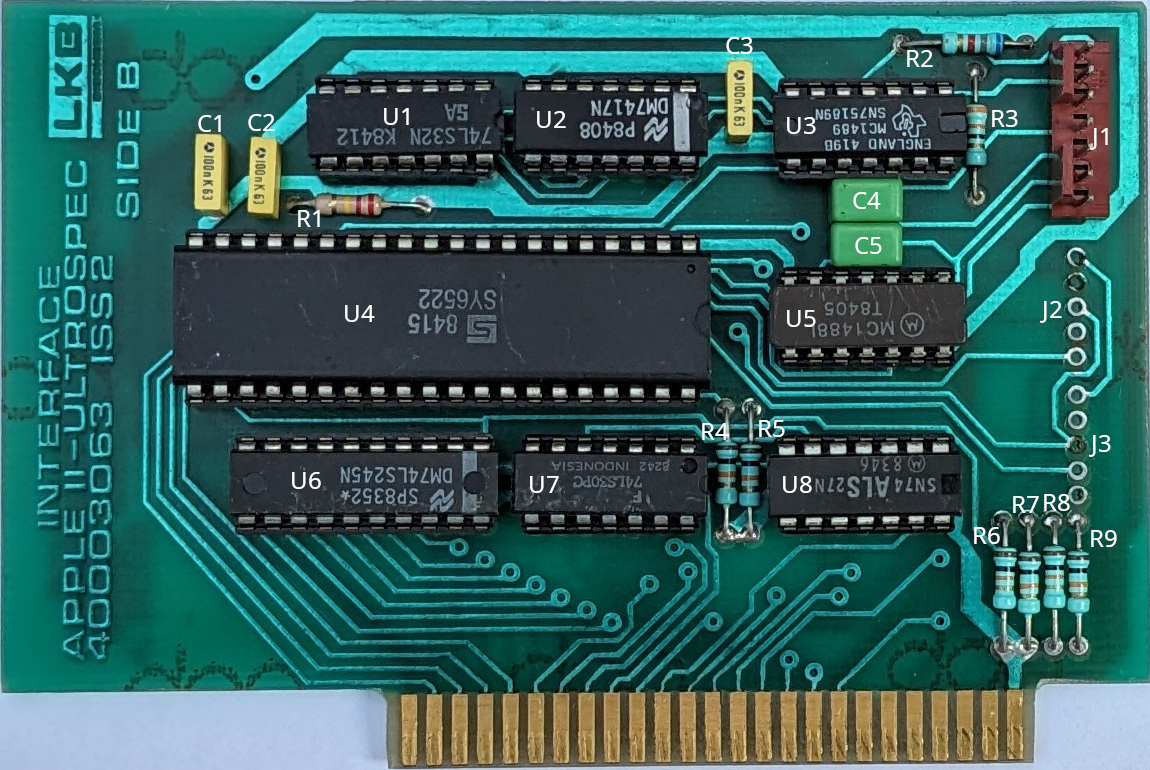 LKB
SIDE B
INTERFACE
APPLE II-ULTROSPEC
40003063 ISS 2
C1
100nK63
C2
100nK63
C3
100nK63
U1
74LS32N K8412
5A
U2
DM7417N
P8408
U3
ENGLAND 419B
MC1489
SN75189N
R2
R3
J1
C4
C5
R1
U4
SY6522
8415
U5
MC1488L
T8405
J2
R4
R5
J3
U6
DM74LS245N
SP8352*
U7
8242 INDONESIA
74LS30PC
F
U8
8346
SN74ALS27N
R6
R7
R8
R9